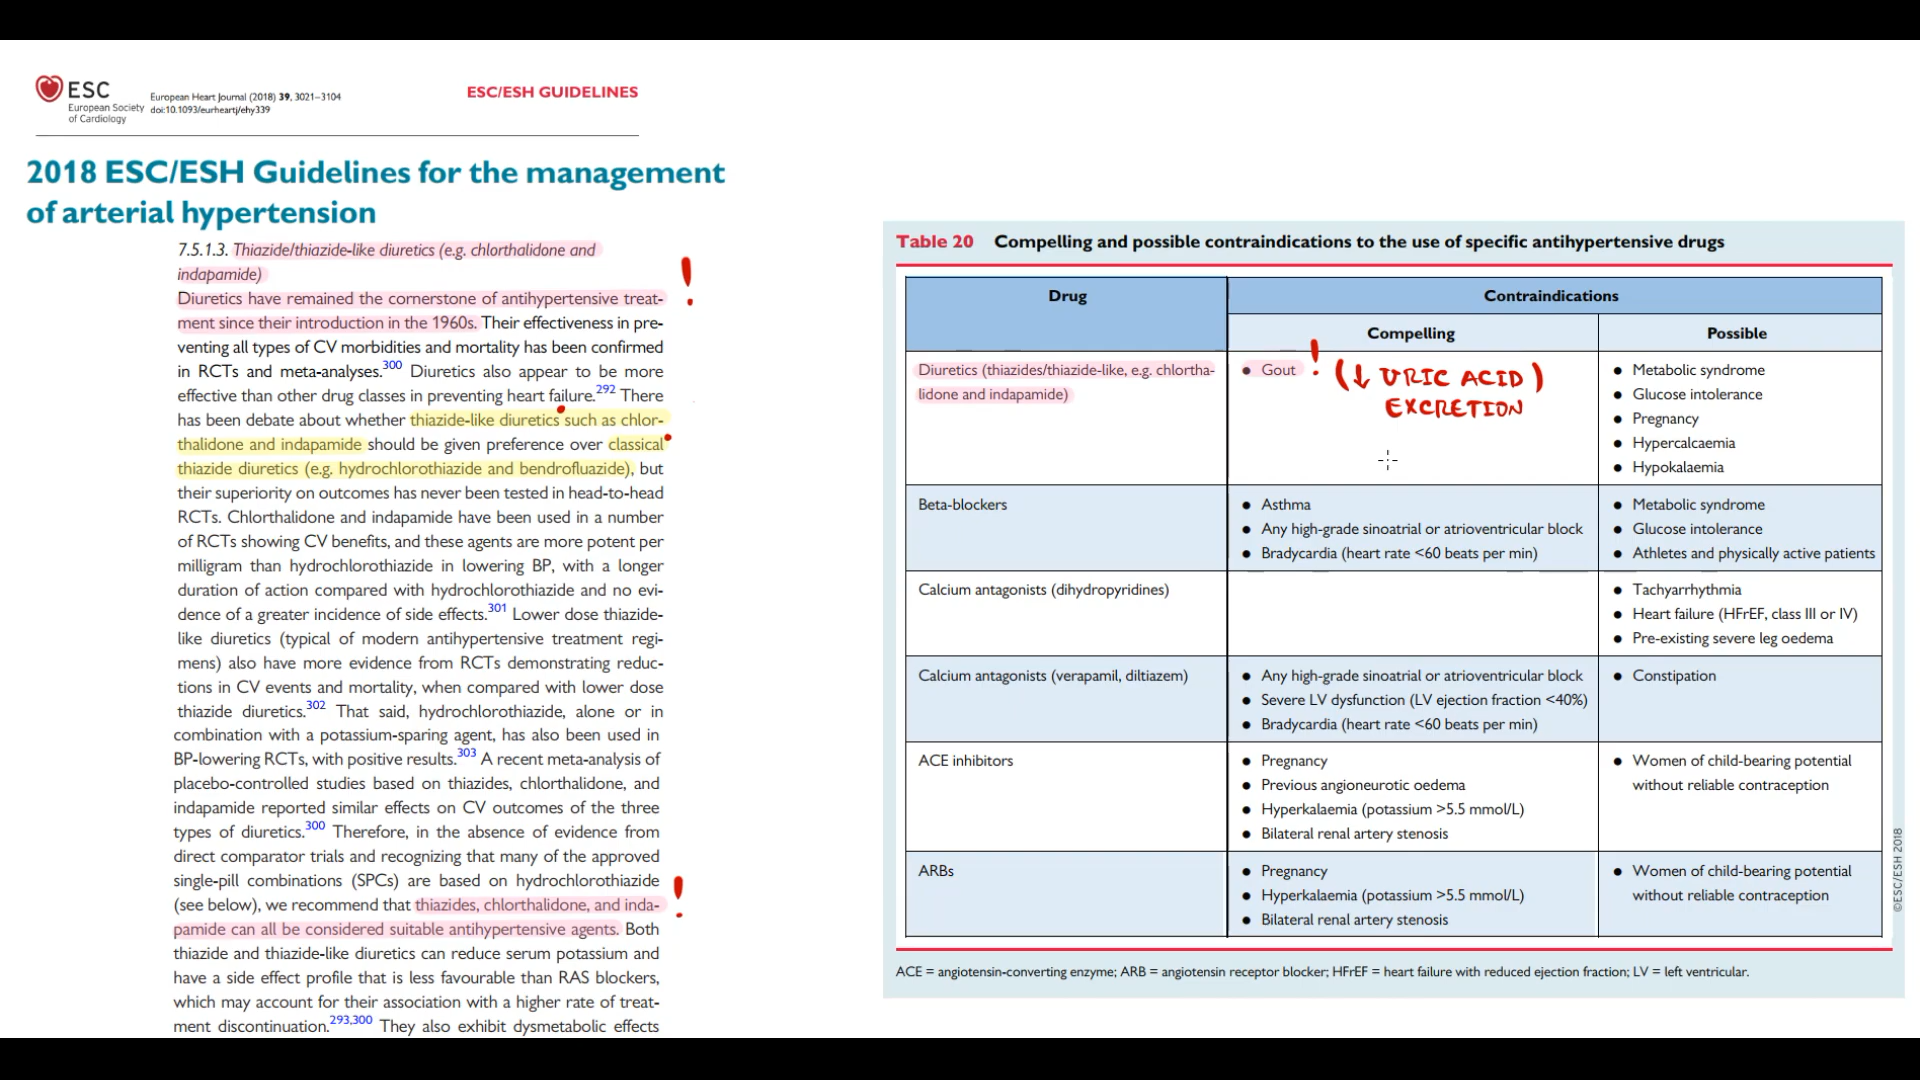 ESC
European Society
of Cardiology
European Heart Journal (2018) 39, 3021–3104
doi:10.1093/eurheartj/ehy339
ESC/ESH GUIDELINES
2018 ESC/ESH Guidelines for the management
of arterial hypertension
7.5.1.3. Thiazide/thiazide-like diuretics (e.g. chlorthalidone and
indapamide)
Diuretics have remained the cornerstone of antihypertensive treat-
ment since their introduction in the 1960s. Their effectiveness in pre-
venting all types of CV morbidities and mortality has been confirmed
in RCTs and meta-analyses.300 Diuretics also appear to be more
effective than other drug classes in preventing heart failure.292 There
has been debate about whether thiazide-like diuretics such as chlor-
thalidone and indapamide should be given preference over classical
thiazide diuretics (e.g. hydrochlorothiazide and bendrofluazide), but
their superiority on outcomes has never been tested in head-to-head
RCTs. Chlorthalidone and indapamide have been used in a number
of RCTs showing CV benefits, and these agents are more potent per
milligram than hydrochlorothiazide in lowering BP, with a longer
duration of action compared with hydrochlorothiazide and no evi-
dence of a greater incidence of side effects.301 Lower dose thiazide-
like diuretics (typical of modern antihypertensive treatment regi-
mens) also have more evidence from RCTs demonstrating reduc-
tions in CV events and mortality, when compared with lower dose
thiazide diuretics.302 That said, hydrochlorothiazide, alone or in
combination with a potassium-sparing agent, has also been used in
BP-lowering RCTs, with positive results.303 A recent meta-analysis of
placebo-controlled studies based on thiazides, chlorthalidone, and
indapamide reported similar effects on CV outcomes of the three
types of diuretics.300 Therefore, in the absence of evidence from
direct comparator trials and recognizing that many of the approved
single-pill combinations (SPCs) are based on hydrochlorothiazide
(see below), we recommend that thiazides, chlorthalidone, and inda-
pamide can all be considered suitable antihypertensive agents. Both
thiazide and thiazide-like diuretics can reduce serum potassium and
have a side effect profile that is less favourable than RAS blockers,
which may account for their association with a higher rate of treat-
ment discontinuation.293,300 They also exhibit dysmetabolic effects
!
!
Table 20 Compelling and possible contraindications to the use of specific antihypertensive drugs
Drug
Contraindications
Compelling
Possible
Diuretics (thiazides/thiazide-like, e.g. chlortha-
lidone and indapamide)
• Gout ! (↓ URIC ACID)
EXCRETION
• Metabolic syndrome
• Glucose intolerance
• Pregnancy
• Hypercalcaemia
• Hypokalaemia
Beta-blockers
• Asthma
• Any high-grade sinoatrial or atrioventricular block
• Bradycardia (heart rate <60 beats per min)
• Metabolic syndrome
• Glucose intolerance
• Athletes and physically active patients
Calcium antagonists (dihydropyridines)
• Tachyarrhythmia
• Heart failure (HFrEF, class III or IV)
• Pre-existing severe leg oedema
Calcium antagonists (verapamil, diltiazem)
• Any high-grade sinoatrial or atrioventricular block
• Severe LV dysfunction (LV ejection fraction <40%)
• Bradycardia (heart rate <60 beats per min)
• Constipation
ACE inhibitors
• Pregnancy
• Previous angioneurotic oedema
• Hyperkalaemia (potassium >5.5 mmol/L)
• Bilateral renal artery stenosis
• Women of child-bearing potential
without reliable contraception
ARBs
• Pregnancy
• Hyperkalaemia (potassium >5.5 mmol/L)
• Bilateral renal artery stenosis
• Women of child-bearing potential
without reliable contraception
©ESC/ESH 2018
ACE = angiotensin-converting enzyme; ARB = angiotensin receptor blocker; HFrEF = heart failure with reduced ejection fraction; LV = left ventricular.